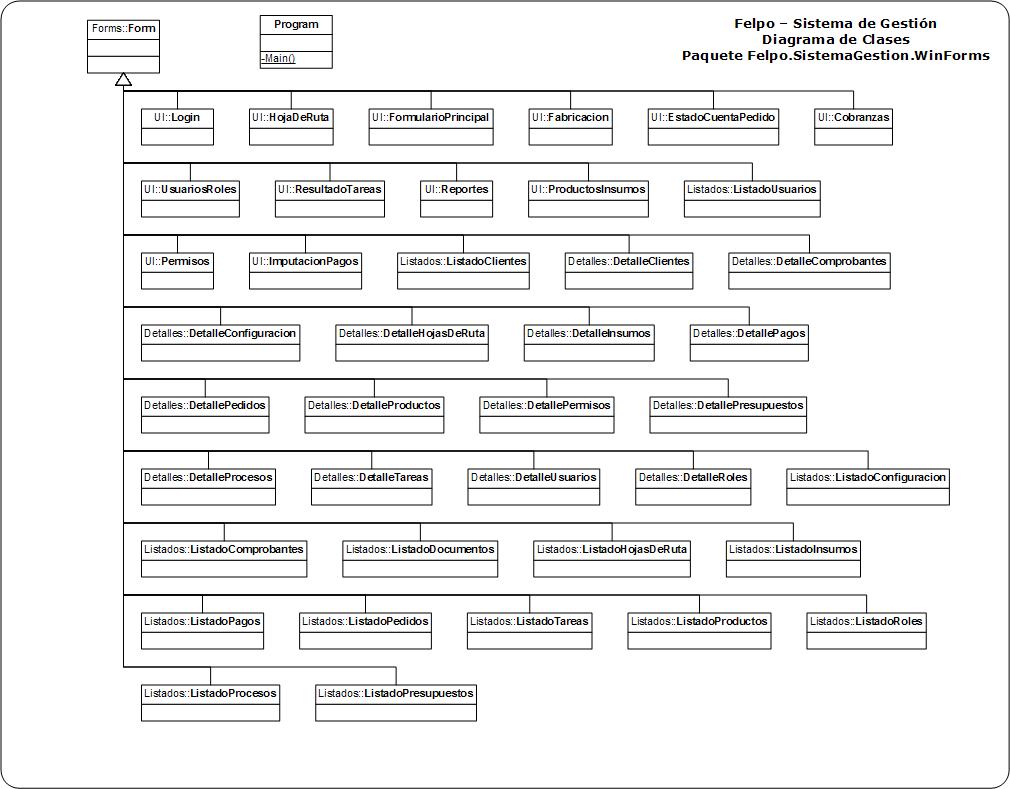 Felpo – Sistema de Gestión
Diagrama de Clases
Paquete Felpo.SistemaGestion.WinForms
Forms::Form
Program
-Main()
UI::Login
UI::HojaDeRuta
UI::FormularioPrincipal
UI::Fabricacion
UI::EstadoCuentaPedido
UI::Cobranzas
UI::UsuariosRoles
UI::ResultadoTareas
UI::Reportes
UI::ProductosInsumos
Listados::ListadoUsuarios
UI::Permisos
UI::ImputacionPagos
Listados::ListadoClientes
Detalles::DetalleClientes
Detalles::DetalleComprobantes
Detalles::DetalleConfiguracion
Detalles::DetalleHojasDeRuta
Detalles::DetalleInsumos
Detalles::DetallePagos
Detalles::DetallePedidos
Detalles::DetalleProductos
Detalles::DetallePermisos
Detalles::DetallePresupuestos
Detalles::DetalleProcesos
Detalles::DetalleTareas
Detalles::DetalleUsuarios
Detalles::DetalleRoles
Listados::ListadoConfiguracion
Listados::ListadoComprobantes
Listados::ListadoDocumentos
Listados::ListadoHojasDeRuta
Listados::ListadoInsumos
Listados::ListadoPagos
Listados::ListadoPedidos
Listados::ListadoTareas
Listados::ListadoProductos
Listados::ListadoRoles
Listados::ListadoProcesos
Listados::ListadoPresupuestos